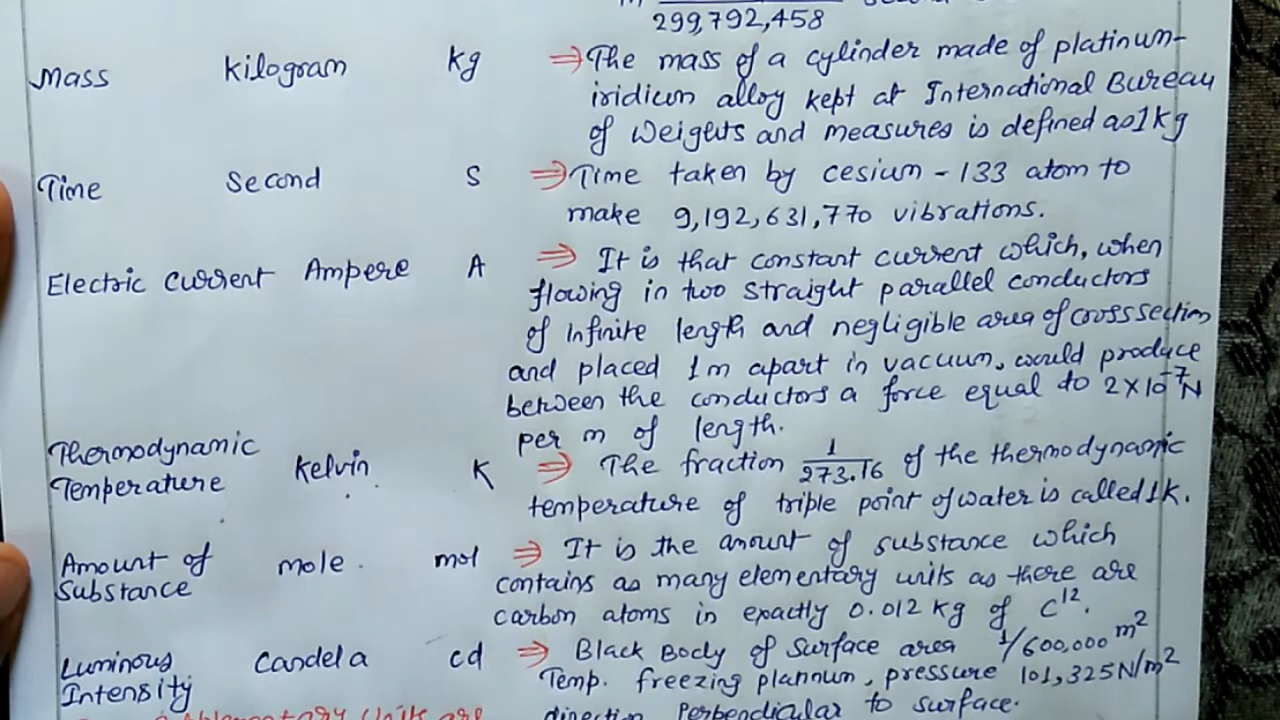 299,792,458
Mass kilogram kg ⇒ The mass of a cylinder made of platinum-
iridium alloy kept at International Bureau
of Weights and measures is defined as 1 kg
Time Second S ⇒ Time taken by cesium - 133 atom to
make 9,192,631,770 vibrations.
Electric current Ampere A ⇒ It is that constant current which, when
flowing in two straight parallel conductors
of infinite length and negligible area of cross section
and placed 1m apart in vacuum, would produce
between the conductors a force equal to 2×10⁻⁷N
per m of length.
Thermodynamic
Temperature Kelvin K ⇒ The fraction 1/273.16 of the thermodynamic
temperature of triple point of water is called 1K.
Amount of
Substance mole mol ⇒ It is the amount of substance which
contains as many elementary units as there are
carbon atoms in exactly 0.012 kg of C¹².
Luminous
Intensity Candela cd ⇒ Black Body of Surface area 1/600,000 m²
Temp. freezing plannum, pressure 101,325N/m²
direction Perpendicular to surface.
Units are